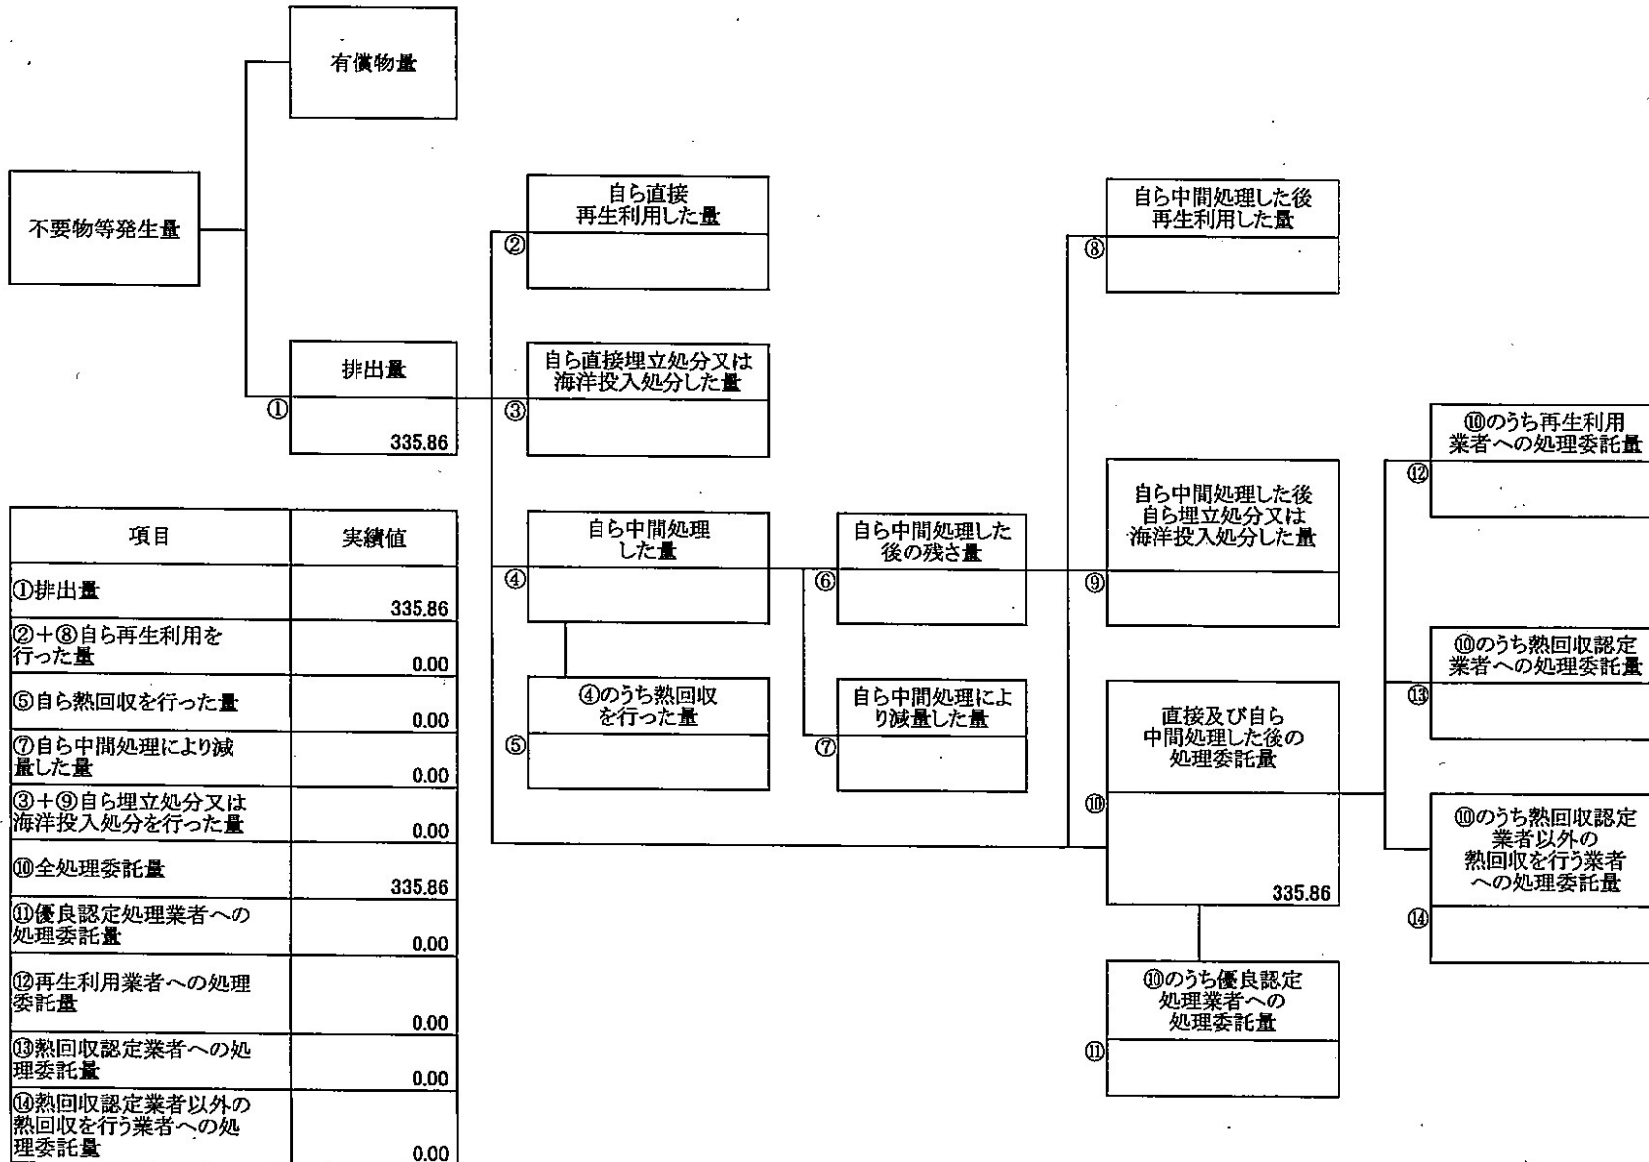 有償物量
不要物等発生量
排出量
①
335.86
自ら直接
再生利用した量
②
自ら直接埋立処分又は
海洋投入処分した量
③
自ら中間処理
した量
④
④のうち熱回収
を行った量
⑤
自ら中間処理した
後の残さ量
⑥
自ら中間処理によ
り減量した量
⑦
自ら中間処理した後
再生利用した量
⑧
自ら中間処理した後
自ら埋立処分又は
海洋投入処分した量
⑨
直接及び自ら
中間処理した後の
処理委託量
⑩
335.86
⑩のうち優良認定
処理業者への
処理委託量
⑪
⑩のうち再生利用
業者への処理委託量
⑫
⑩のうち熱回収認定
業者への処理委託量
⑬
⑩のうち熱回収認定
業者以外の
熱回収を行う業者
への処理委託量
⑭
項目 実績値
①排出量
335.86
②+⑧自ら再生利用を
行った量
0.00
⑤自ら熱回収を行った量
0.00
⑦自ら中間処理により減
量した量
0.00
③+⑨自ら埋立処分又は
海洋投入処分を行った量
0.00
⑩全処理委託量
335.86
⑪優良認定処理業者への
処理委託量
0.00
⑫再生利用業者への処理
委託量
0.00
⑬熱回収認定業者への処
理委託量
0.00
⑭熱回収認定業者以外の
熱回収を行う業者への処
理委託量
0.00